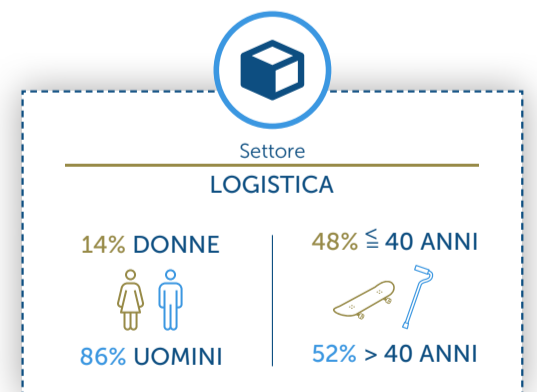 Settore
LOGISTICA
14% DONNE
86% UOMINI
48% ≦ 40 ANNI
52% > 40 ANNI